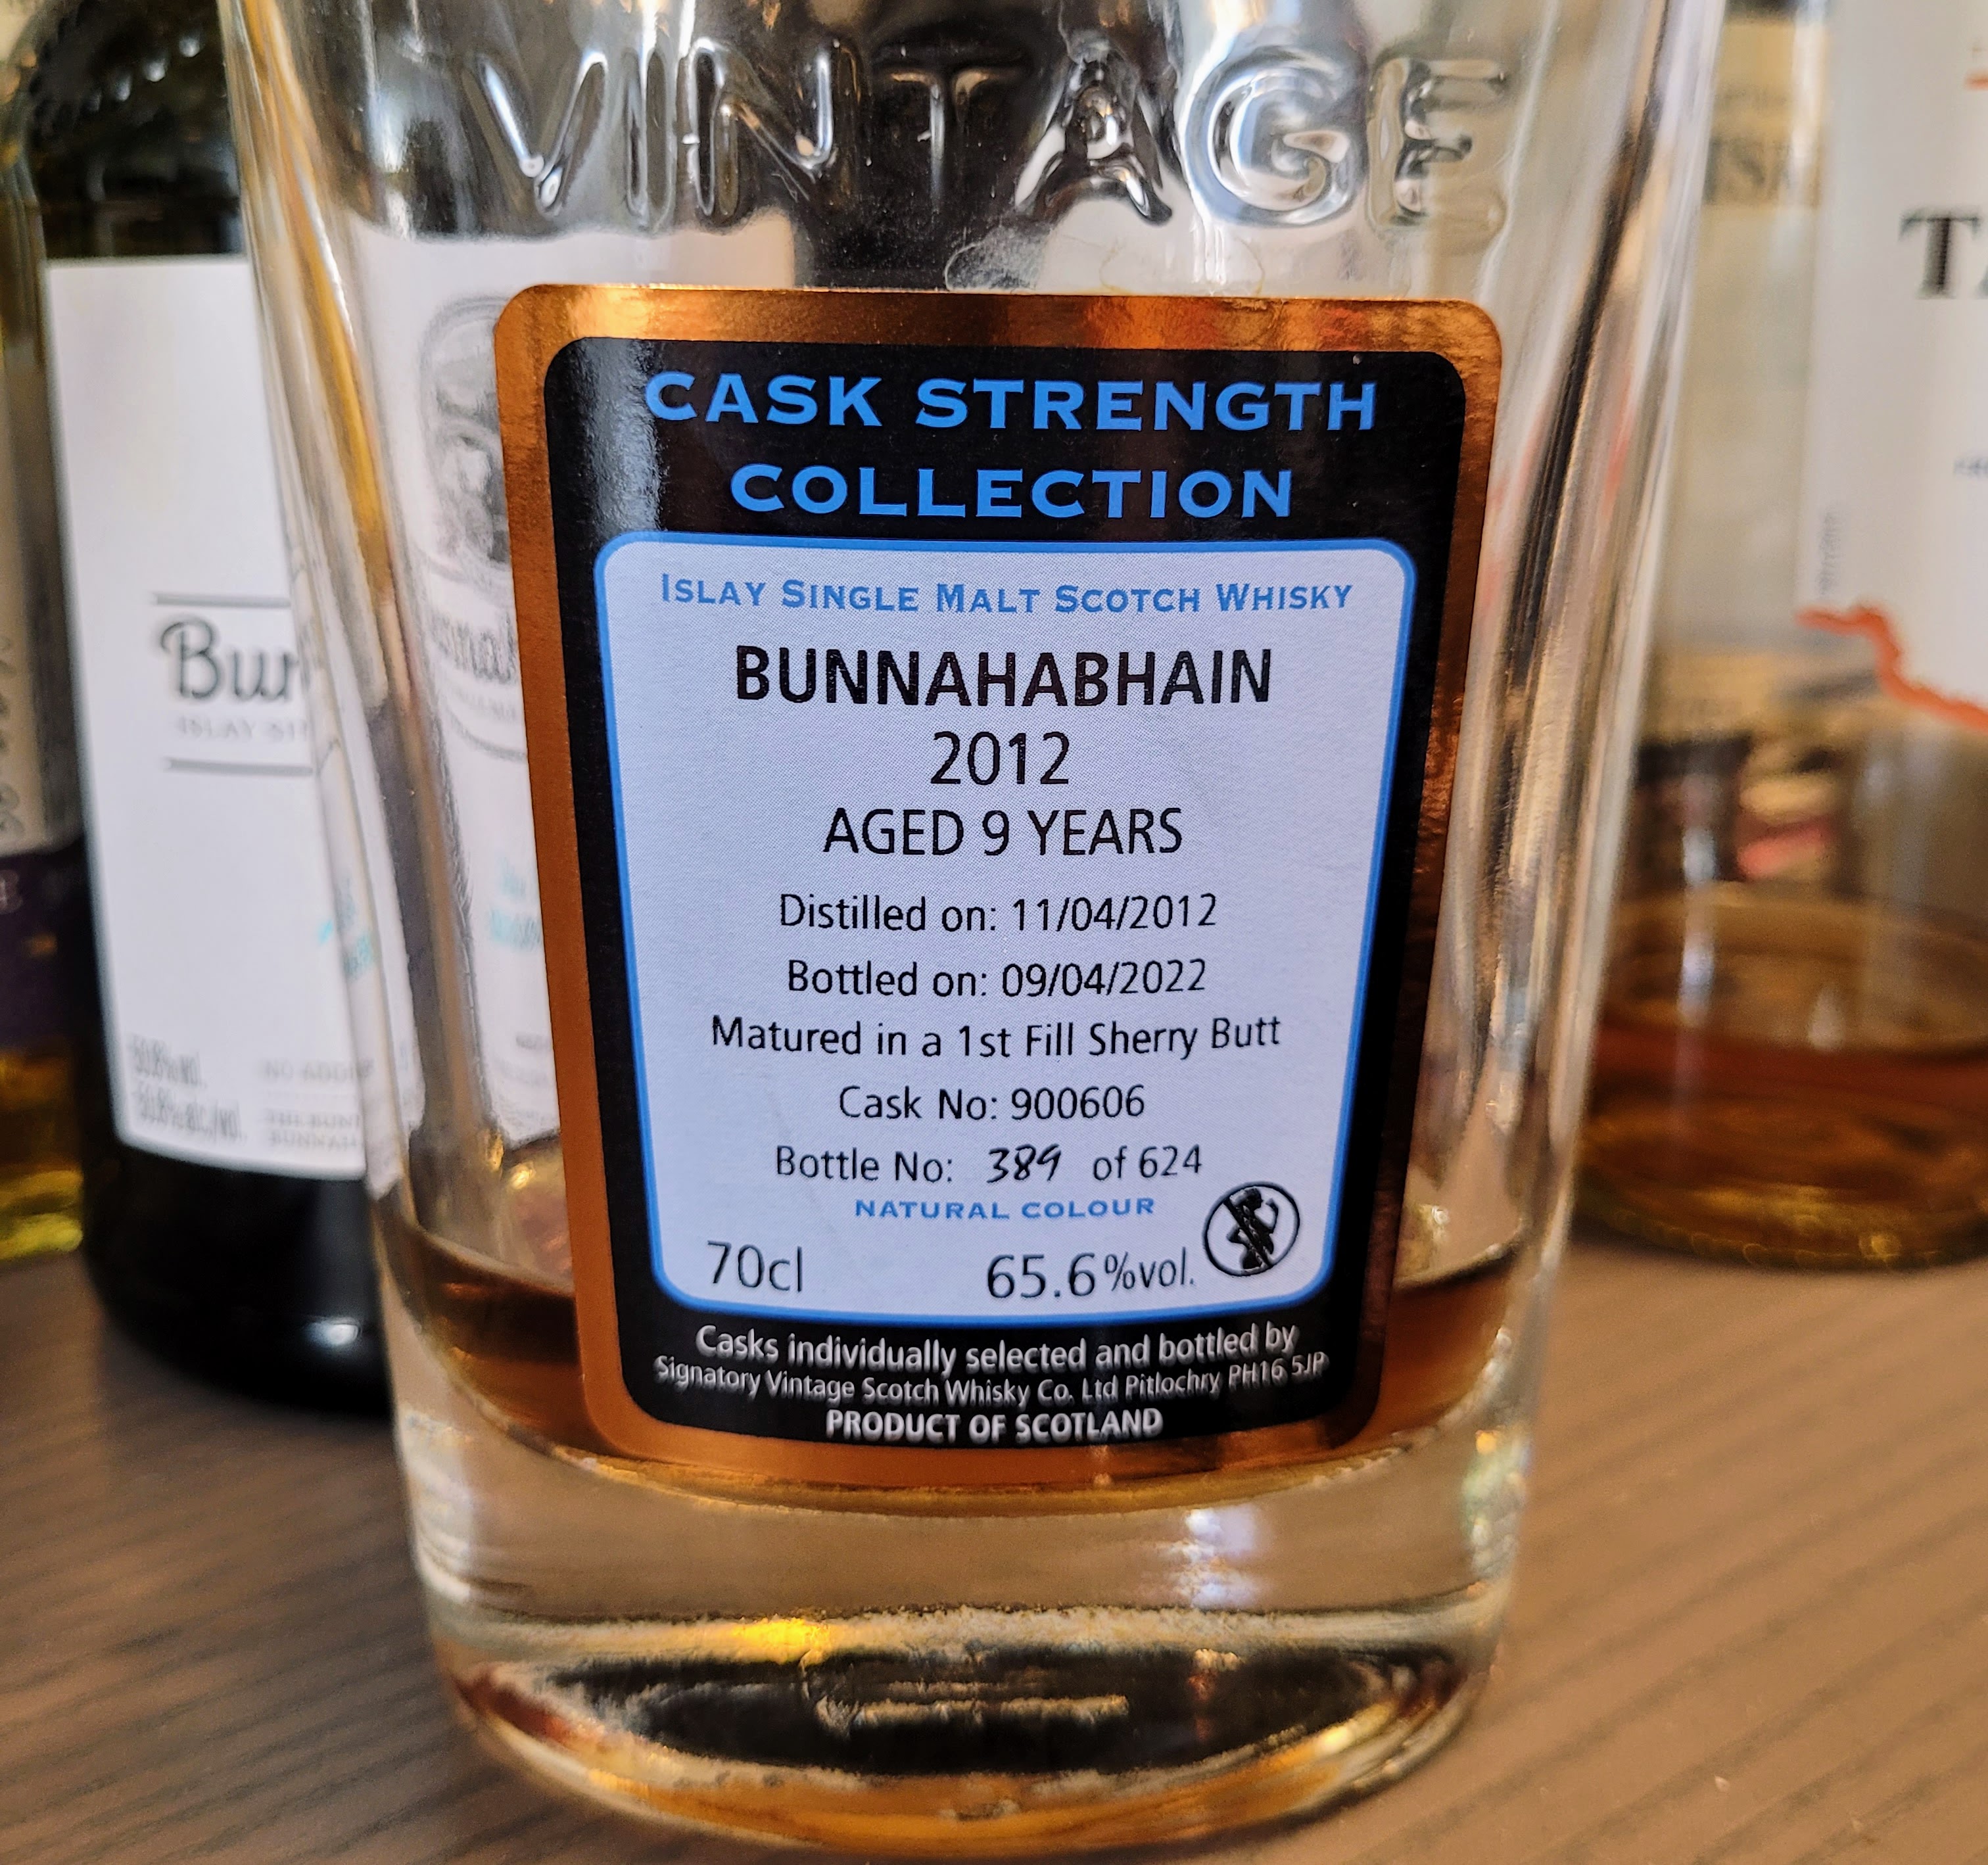 VINTAGE
CASK STRENGTH
COLLECTION
ISLAY SINGLE MALT SCOTCH WHISKY
BUNNAHABHAIN
2012
AGED 9 YEARS
Distilled on: 11/04/2012
Bottled on: 09/04/2022
Matured in a 1st Fill Sherry Butt
Cask No: 900606
Bottle No: 389 of 624
NATURAL COLOUR
70cl 65.6%vol.
Casks individually selected and bottled by
Signatory Vintage Scotch Whisky Co. Ltd Pitlochry PH16 5JP
PRODUCT OF SCOTLAND
Bun
ISLAY